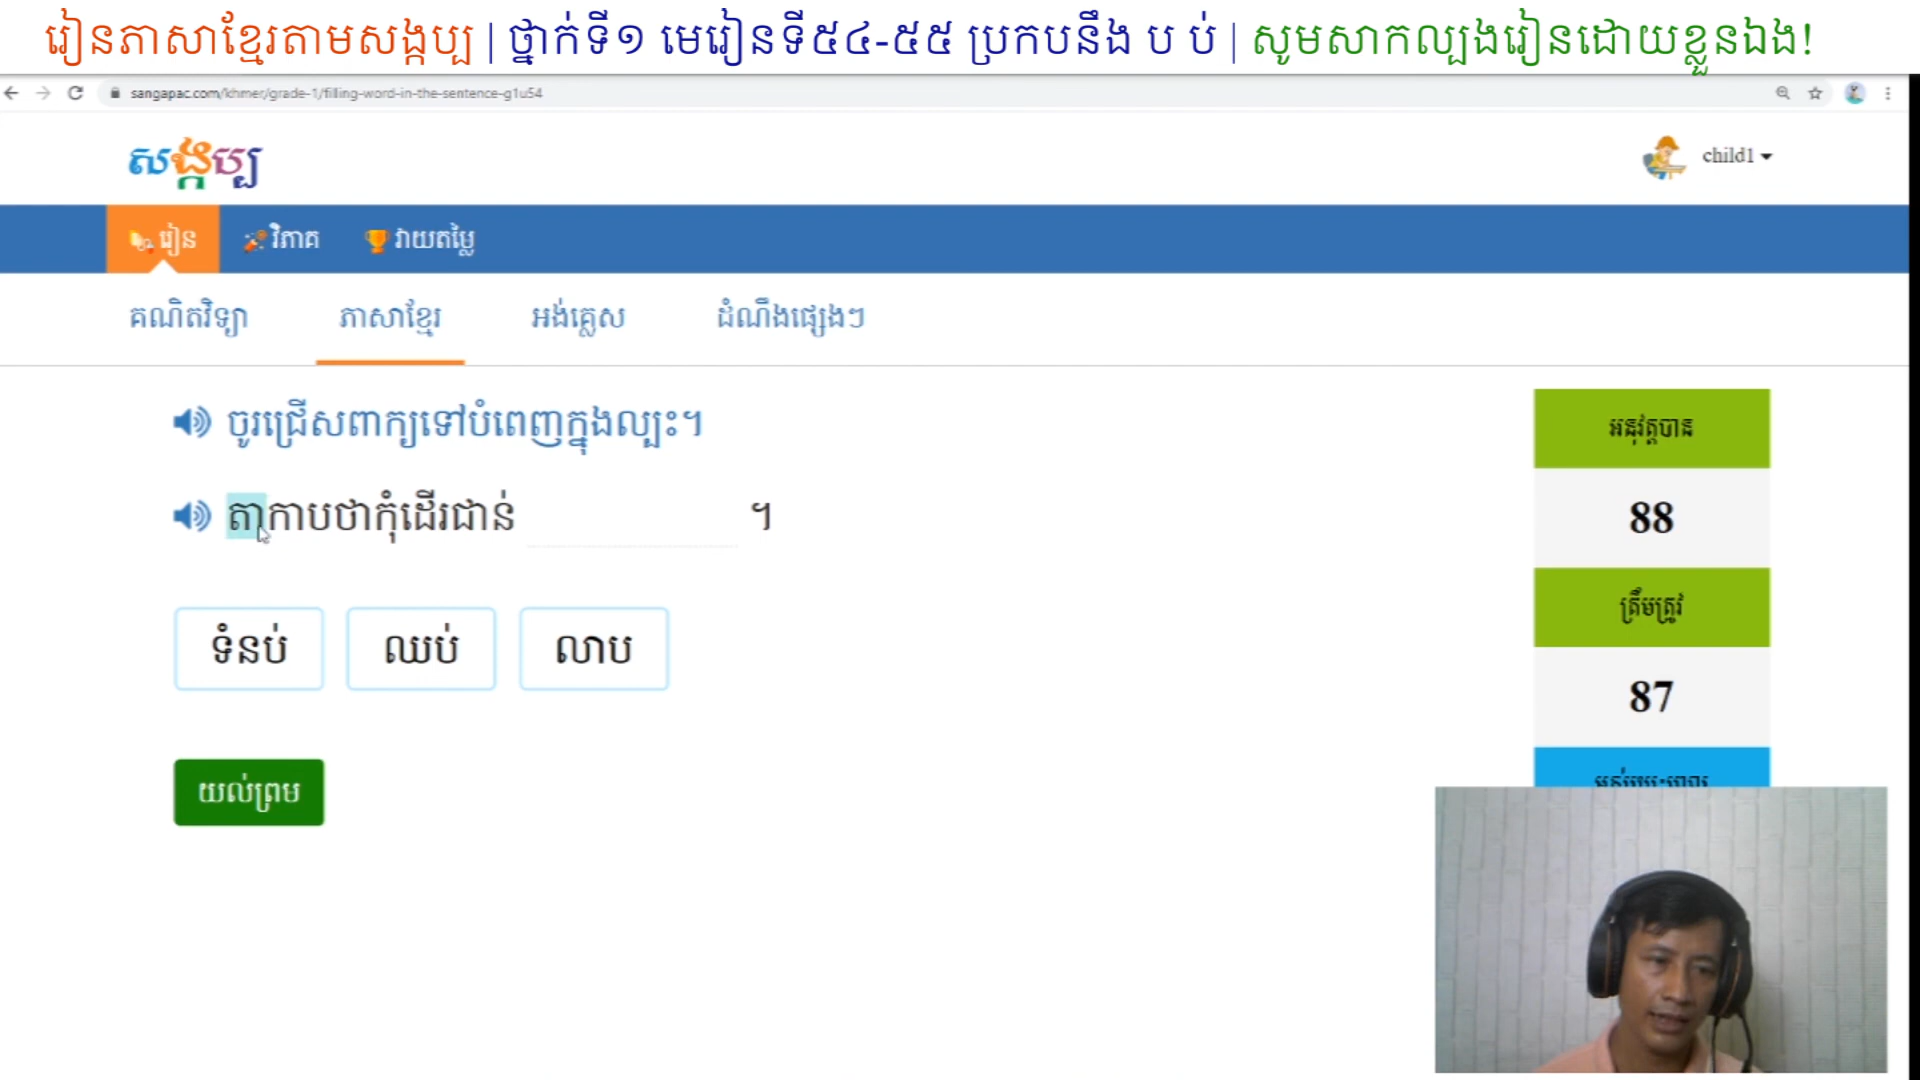 រៀនភាសាខ្មែរតាមសង្កប្ប | ថ្នាក់ទី១ មេរៀនទី៥៤-៥៥ ប្រកបនឹង ប ប់ | សូមសាកល្បងរៀនដោយខ្លួនឯង!
sangapac.com/khmer/grade-1/filling-word-in-the-sentence-g1u54
សង្កប្ប
child1
រៀន វិភាគ វាយតម្លៃ
គណិតវិទ្យា ភាសាខ្មែរ អង់គ្លេស ដំណឹងផ្សេងៗ
ចូរជ្រើសពាក្យទៅបំពេញក្នុងល្បះ។
តាកាបថាកុំដើរជាន់ ។
ទំនប់ ឈប់ លាប
យល់ព្រម
អនុវត្តបាន
88
ត្រឹមត្រូវ
87